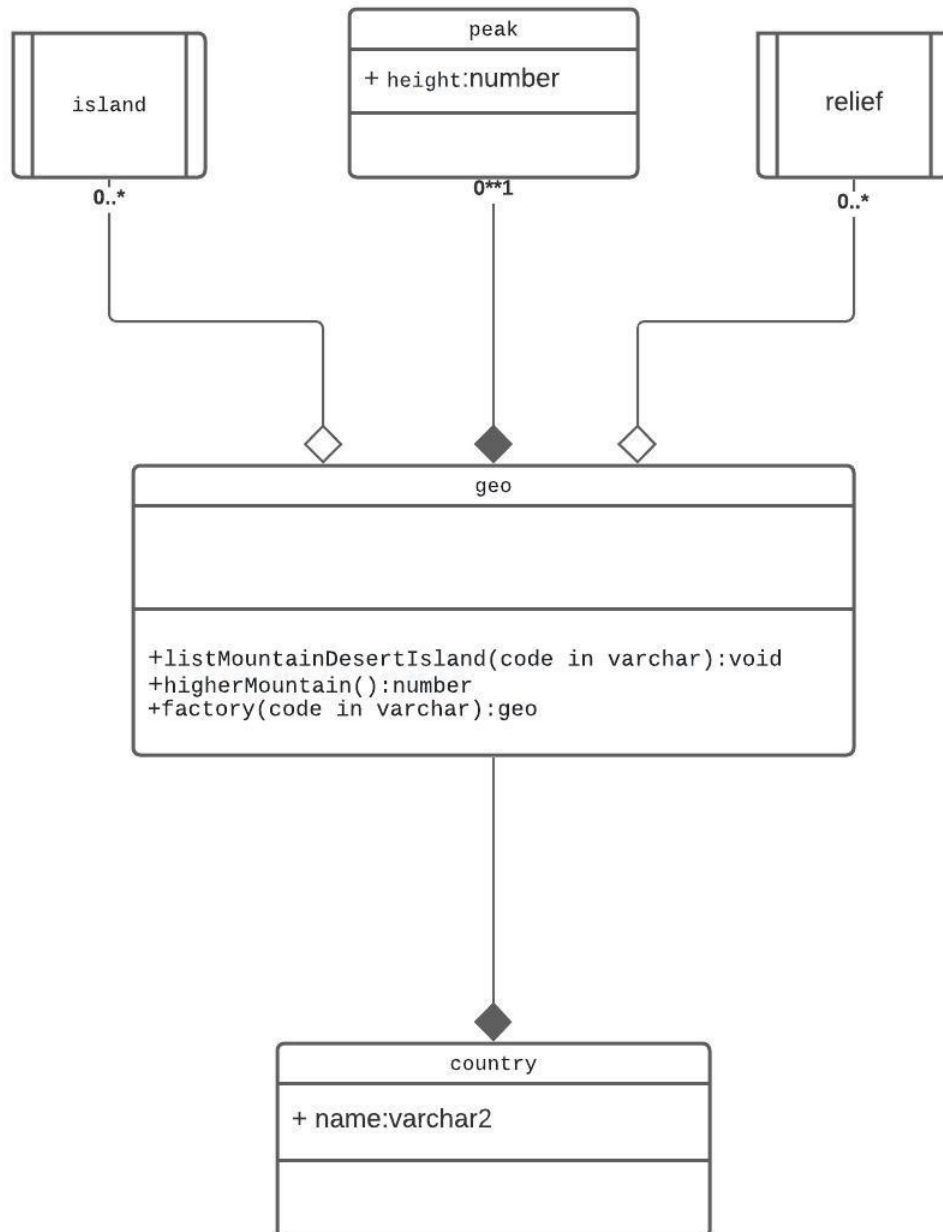 peak
+ height:number
island
relief
0..*
0**1
0..*
geo
+listMountainDesertIsland(code in varchar):void
+higherMountain():number
+factory(code in varchar):geo
country
+ name:varchar2